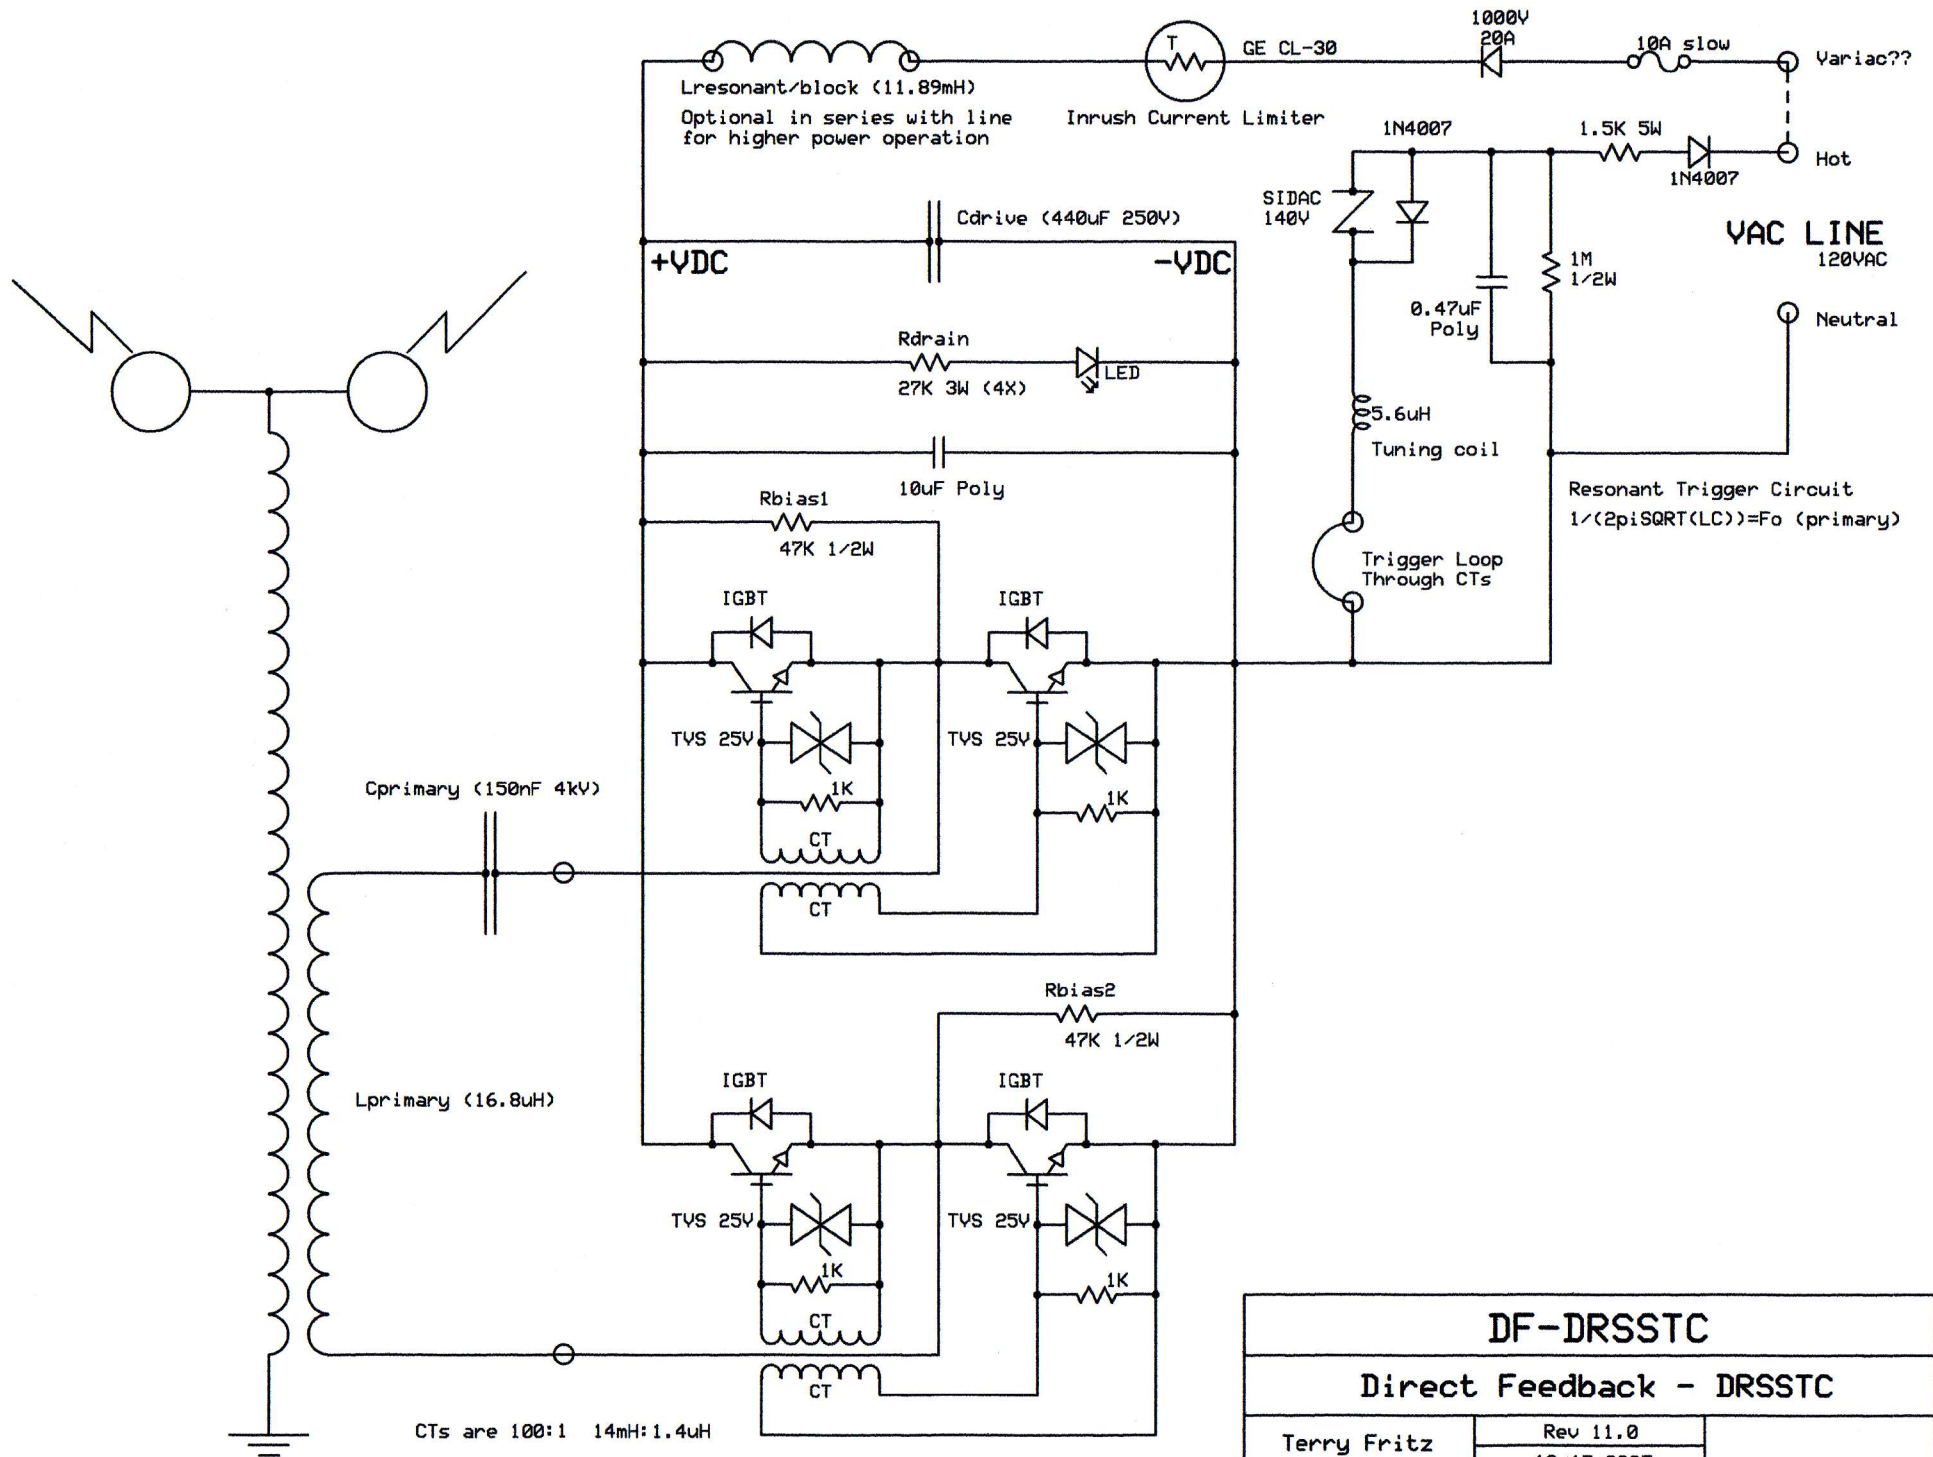 1000V
20A
10A slow
Variac??
T
GE CL-30
Lresonant/block (11.89mH)
Optional in series with line
for higher power operation
Inrush Current Limiter
1N4007
1.5K 5W
Hot
1N4007
SIDAC
140V
Cdrive (440uF 250V)
VAC LINE
120VAC
+VDC
-VDC
1M
1/2W
0.47uF
Poly
Neutral
Rdrain
LED
27K 3W (4X)
5.6uH
Tuning coil
10uF Poly
Rbias1
47K 1/2W
Resonant Trigger Circuit
1/(2piSQRT(LC))=Fo (primary)
Trigger Loop
Through CTs
IGBT
IGBT
TVS 25V
TVS 25V
Cprimary (150nF 4kV)
1K
1K
CT
CT
Rbias2
47K 1/2W
IGBT
IGBT
Lprimary (16.8uH)
TVS 25V
TVS 25V
1K
1K
CT
CT
CTs are 100:1 14mH:1.4uH
DF-DRSSTC
Direct Feedback - DRSSTC
Terry Fritz
Rev 11.0